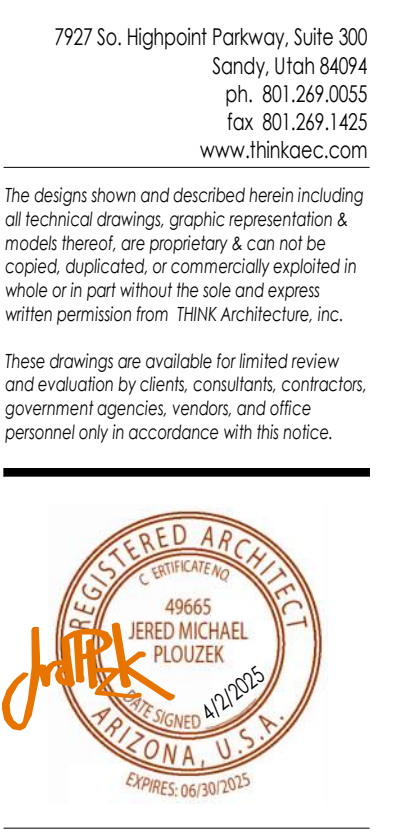 7927 So. Highpoint Parkway, Suite 300
Sandy, Utah 84094
ph. 801.269.0055
fax 801.269.1425
www.thinkaec.com
The designs shown and described herein including
all technical drawings, graphic representation &
models thereof, are proprietary & can not be
copied, duplicated, or commercially exploited in
whole or in part without the sole and express
written permission from THINK Architecture, inc.
These drawings are available for limited review
and evaluation by clients, consultants, contractors,
government agencies, vendors, and office
personnel only in accordance with this notice.
REGISTERED ARCHITECT
CERTIFICATE NO.
49665
JERED MICHAEL
PLOUZEK
DATE SIGNED 4/2/2025
ARIZONA, U.S.A.
EXPIRES: 06/30/2025